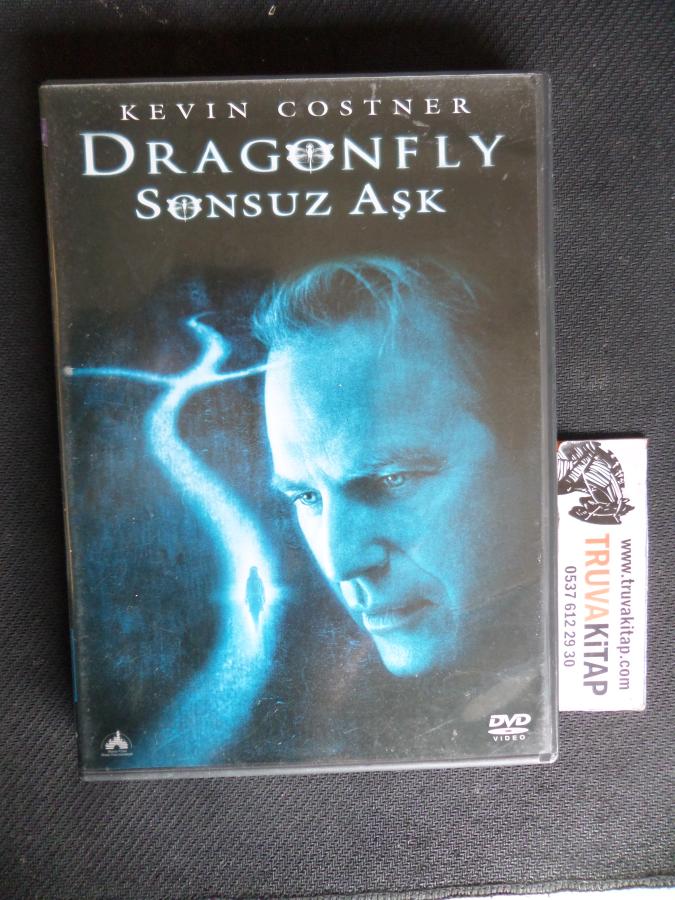 KEVIN COSTNER
DRAGONFLY
SONSUZ AŞK
DVD
VIDEO
www.truvakitap.com
TRUVAKiTAP
0537 612 29 30